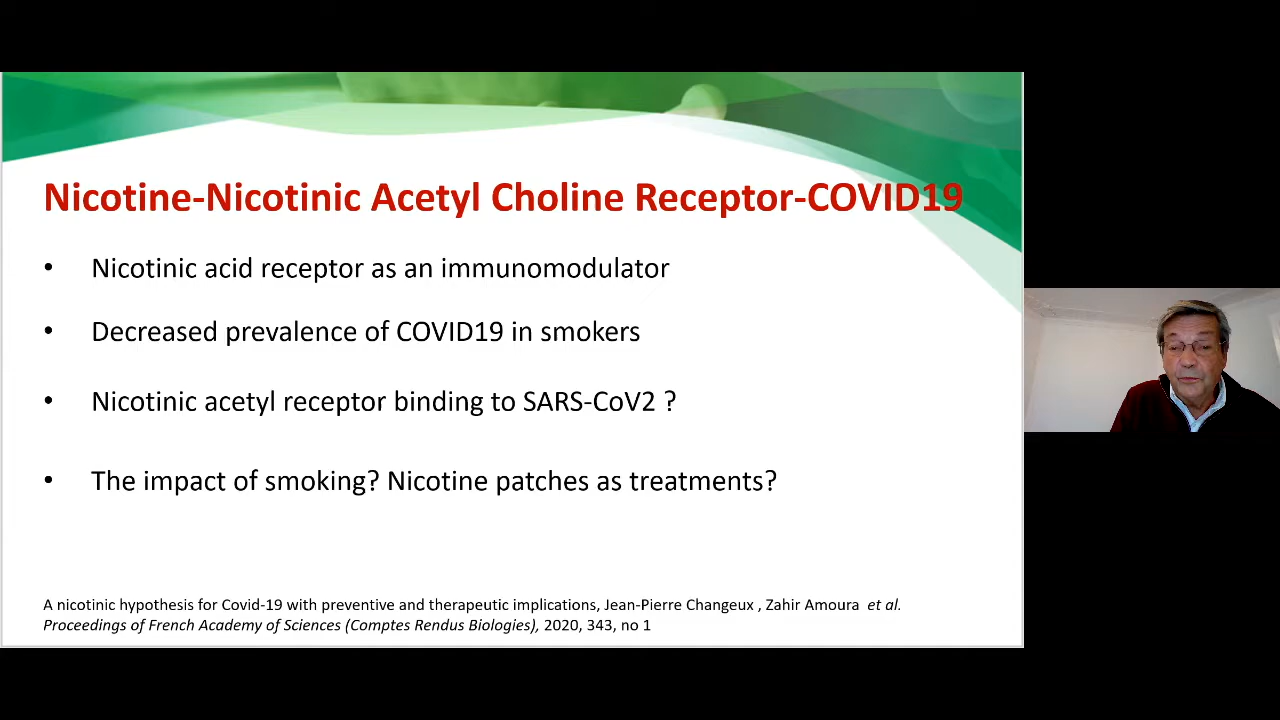 Nicotine-Nicotinic Acetyl Choline Receptor-COVID19
• Nicotinic acid receptor as an immunomodulator
• Decreased prevalence of COVID19 in smokers
• Nicotinic acetyl receptor binding to SARS-CoV2 ?
• The impact of smoking? Nicotine patches as treatments?
A nicotinic hypothesis for Covid-19 with preventive and therapeutic implications, Jean-Pierre Changeux , Zahir Amoura et al.
Proceedings of French Academy of Sciences (Comptes Rendus Biologies), 2020, 343, no 1